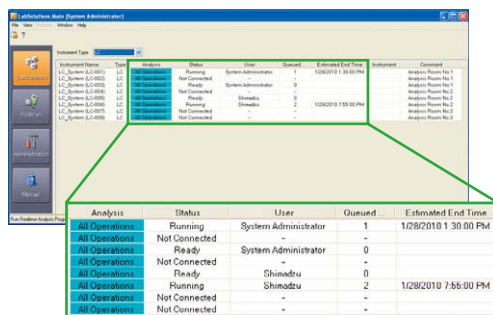 LabSolutions Main (System Administrator)
File View Process Window Help
Instrument Type LC
Instrument Name Type Analysis Status User Queued... Estimated End Time Instrument Comment
LC_System (LC-001) LC All Operations Running System Administrator 1 1/28/2010 1:30:00 PM Analysis Room No.1
LC_System (LC-002) LC All Operations Not Connected - - Analysis Room No.1
LC_System (LC-003) LC All Operations Ready System Administrator 0 Analysis Room No.1
LC_System (LC-004) LC All Operations Not Connected - - Analysis Room No.2
LC_System (LC-005) LC All Operations Ready Shimadzu 0 Analysis Room No.2
LC_System (LC-006) LC All Operations Running Shimadzu 2 1/28/2010 7:55:00 PM Analysis Room No.2
LC_System (LC-007) LC All Operations Not Connected - - Analysis Room No.3
LC_System (LC-008) LC All Operations Not Connected - - Analysis Room No.3
Instruments
Postrun
Administration
Manual
Run Realtime Analysis Progr
Analysis Status User Queued... Estimated End Time
All Operations Running System Administrator 1 1/28/2010 1:30:00 PM
All Operations Not Connected - -
All Operations Ready System Administrator 0
All Operations Not Connected - -
All Operations Ready Shimadzu 0
All Operations Running Shimadzu 2 1/28/2010 7:55:00 PM
All Operations Not Connected - -
All Operations Not Connected - -